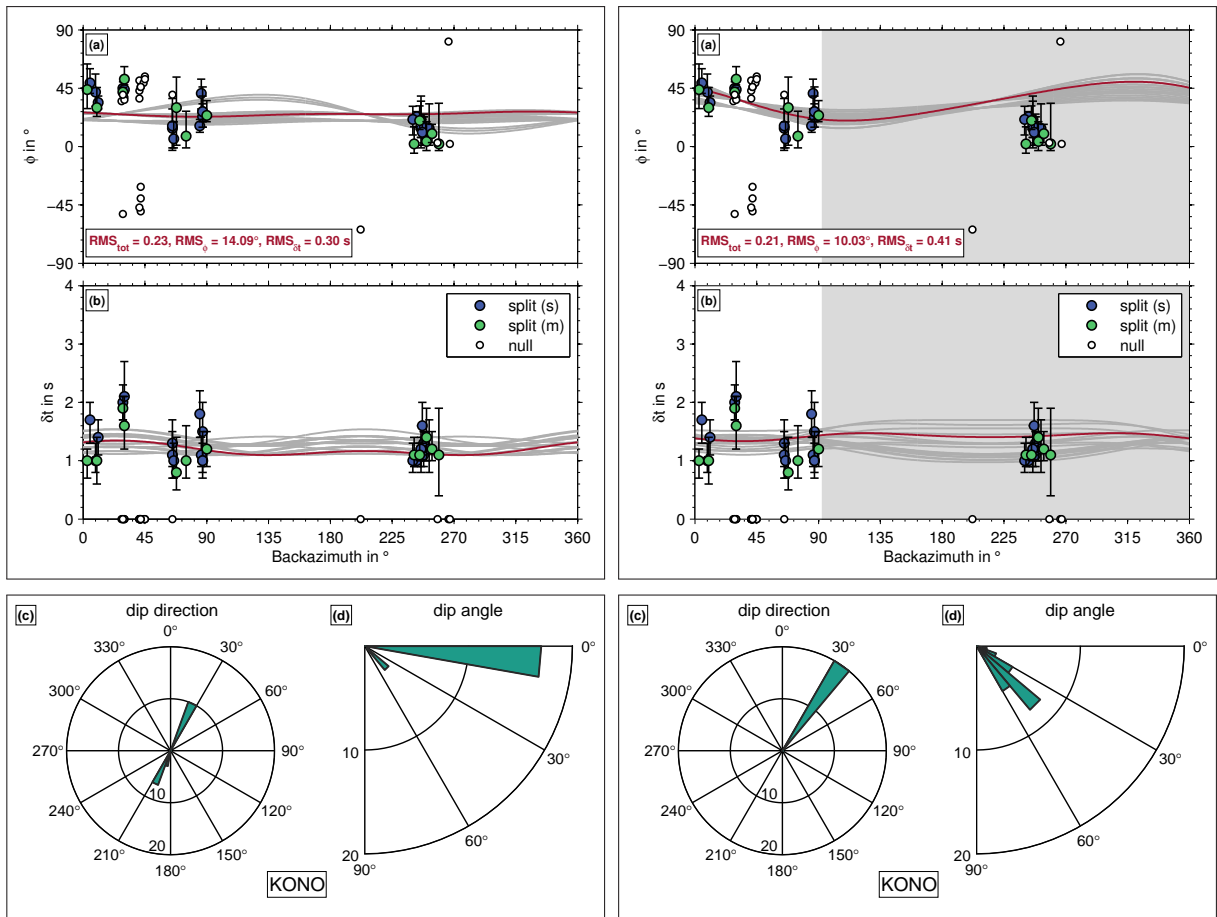 (a)
90
45
0
−45
−90
ϕ in °
RMS_tot = 0.23, RMS_ϕ = 14.09°, RMS_δt = 0.30 s
(b)
4
3
2
1
0
δt in s
split (s)
split (m)
null
0 45 90 135 180 225 270 315 360
Backazimuth in °
(c)
dip direction
0°
30°
60°
90°
120°
150°
180°
210°
240°
270°
300°
330°
10
20
(d)
dip angle
0°
30°
60°
90°
10
20
KONO
(a)
90
45
0
−45
−90
ϕ in °
RMS_tot = 0.21, RMS_ϕ = 10.03°, RMS_δt = 0.41 s
(b)
4
3
2
1
0
δt in s
split (s)
split (m)
null
0 45 90 135 180 225 270 315 360
Backazimuth in °
(c)
dip direction
0°
30°
60°
90°
120°
150°
180°
210°
240°
270°
300°
330°
10
20
(d)
dip angle
0°
30°
60°
90°
10
20
KONO